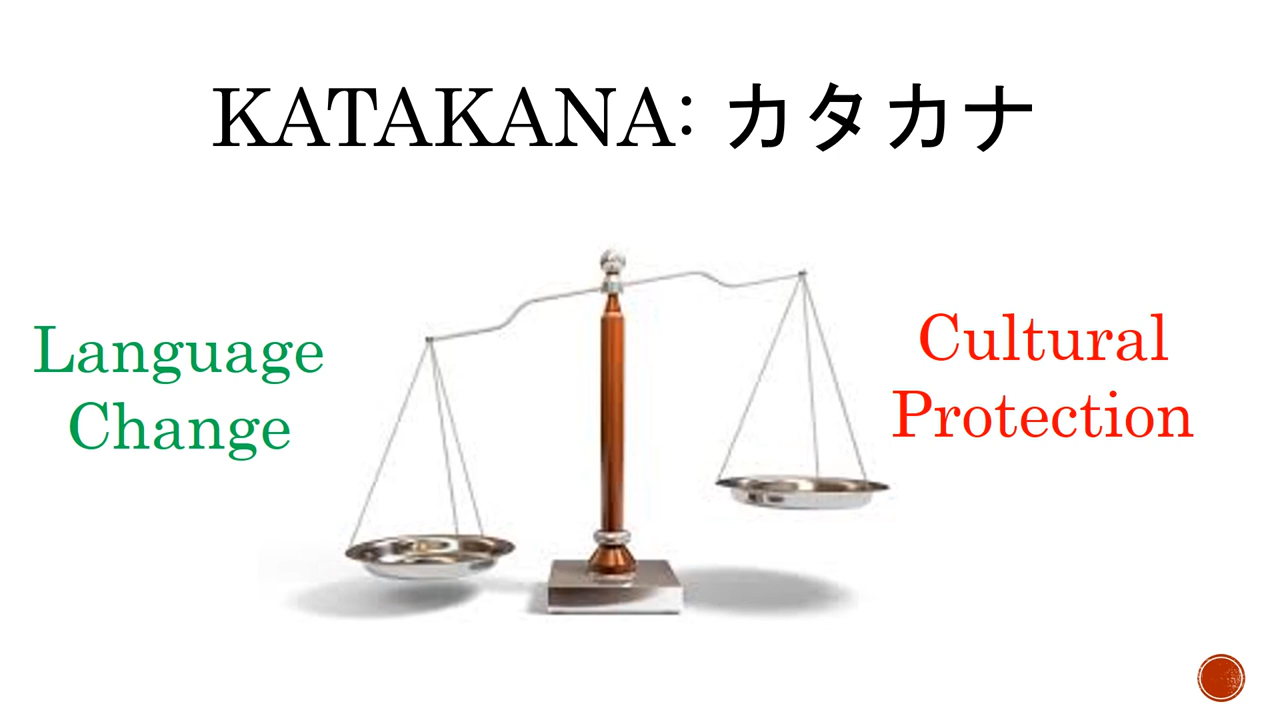 KATAKANA: カタカナ
Language
Change
Cultural
Protection